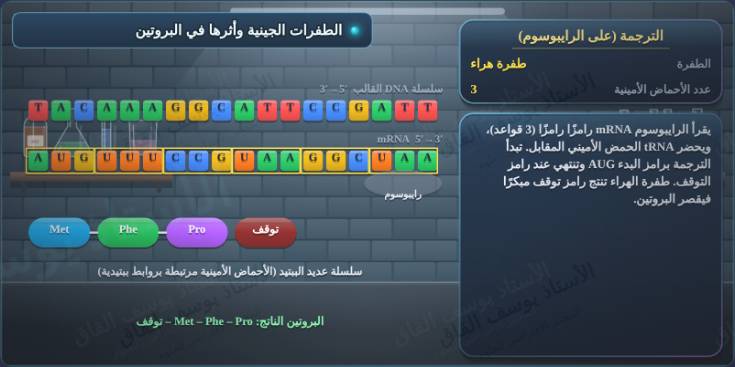 الطفرات الجينية وأثرها في البروتين
الترجمة (على الرايبوسوم)
الطفرة طفرة هراء
عدد الأحماض الأمينية 3
يقرأ الرايبوسوم mRNA رامزًا رامزًا (3 قواعد)،
ويحضر tRNA الحمض الأميني المقابل. تبدأ
الترجمة برامز البدء AUG وتنتهي عند رامز
التوقف. طفرة الهراء تنتج رامز توقف مبكرًا
فيقصر البروتين.
سلسلة DNA القالب 3′ – 5′
T A C A A A G G C A T T C C G A T T
mRNA 5′ – 3′
A U G U U U C C G U A A G G C U A A
رايبوسوم
Met Phe Pro توقف
سلسلة عديد الببتيد (الأحماض الأمينية مرتبطة بروابط ببتيدية)
البروتين الناتج: Met – Phe – Pro – توقف
الأستاذ يوسف